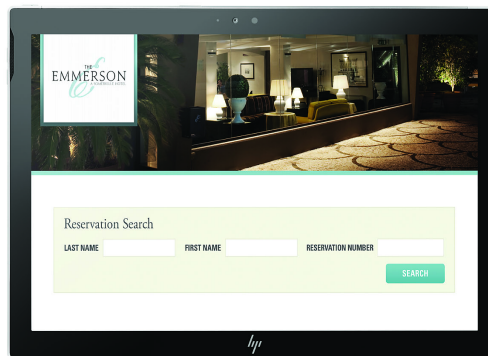 THE
EMMERSON
Reservation Search
LAST NAME
FIRST NAME
RESERVATION NUMBER
SEARCH
hp